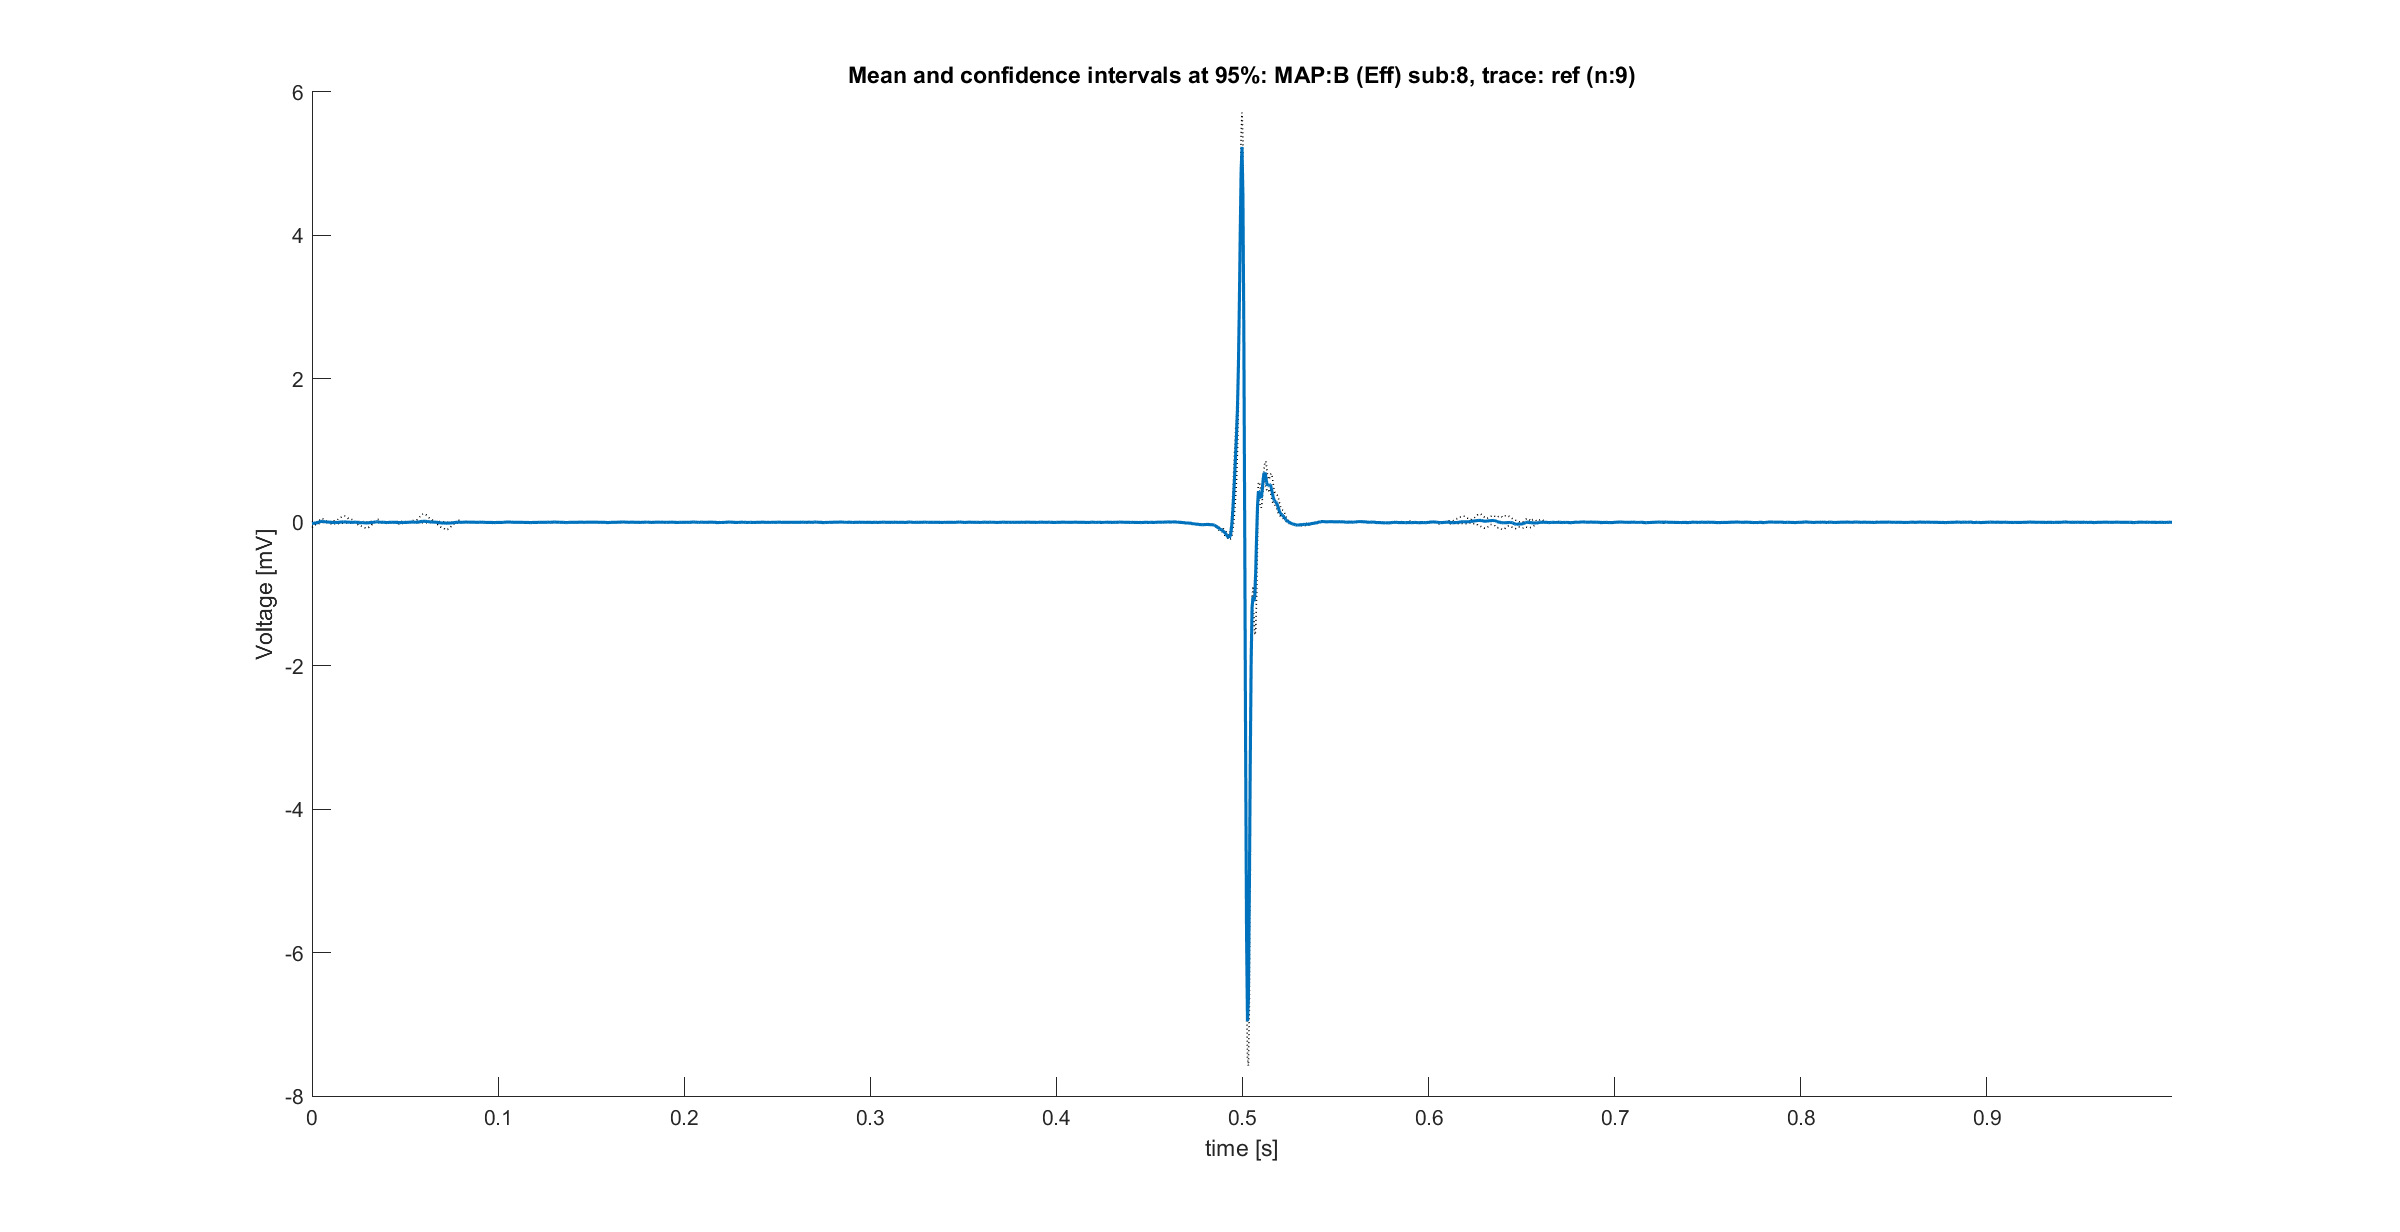 Mean and confidence intervals at 95%: MAP:B (Eff) sub:8, trace: ref (n:9)
6
4
2
0
-2
-4
-6
-8
Voltage [mV]
0 0.1 0.2 0.3 0.4 0.5 0.6 0.7 0.8 0.9
time [s]